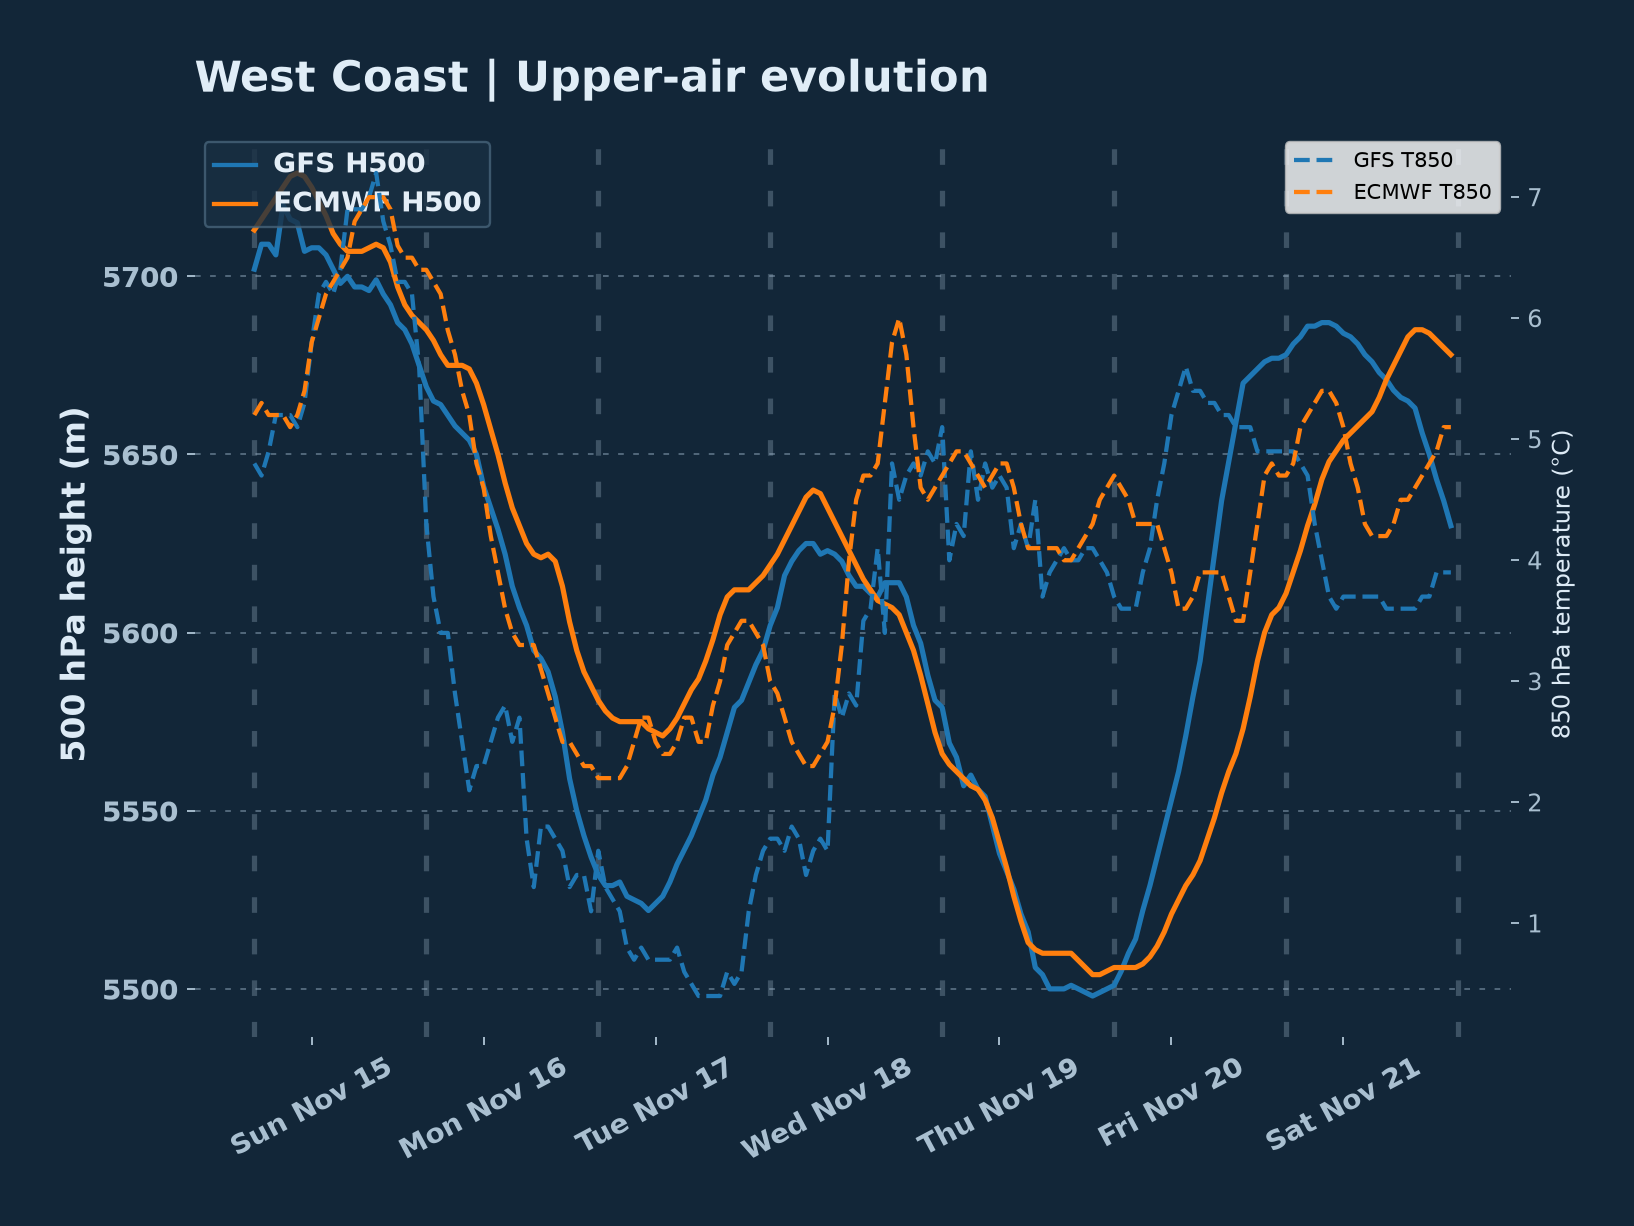 West Coast | Upper-air evolution
GFS H500
ECMWF H500
GFS T850
ECMWF T850
5700
5650
5600
5550
5500
500 hPa height (m)
7
6
5
4
3
2
1
850 hPa temperature (°C)
Sun Nov 15
Mon Nov 16
Tue Nov 17
Wed Nov 18
Thu Nov 19
Fri Nov 20
Sat Nov 21